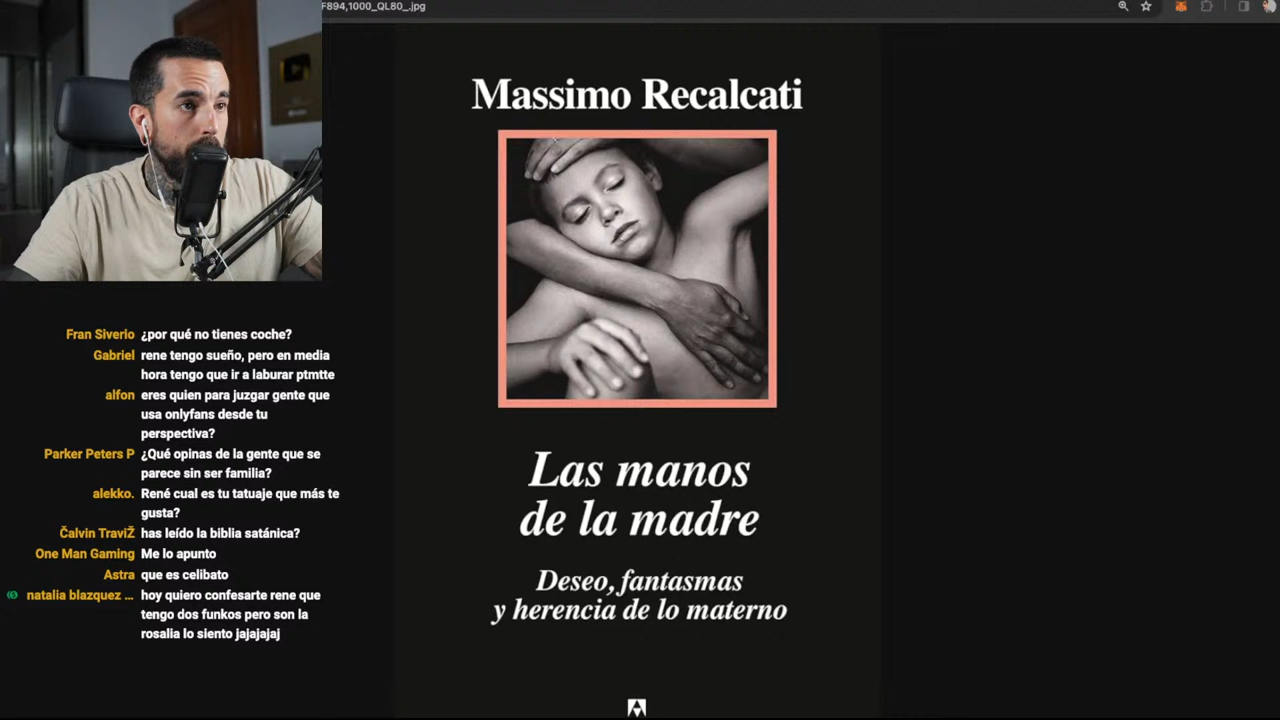 F894,1000_QL80_.jpg
Massimo Recalcati
Las manos
de la madre
Deseo, fantasmas
y herencia de lo materno
Fran Siverio ¿por qué no tienes coche?
Gabriel rene tengo sueño, pero en media
hora tengo que ir a laburar ptmtte
alfon eres quien para juzgar gente que
usa onlyfans desde tu
perspectiva?
Parker Peters P ¿Qué opinas de la gente que se
parece sin ser familia?
alekko. René cual es tu tatuaje que más te
gusta?
Čalvin TraviŽ has leído la biblia satánica?
One Man Gaming Me lo apunto
Astra que es celibato
natalia blazquez ... hoy quiero confesarte rene que
tengo dos funkos pero son la
rosalia lo siento jajajajaj